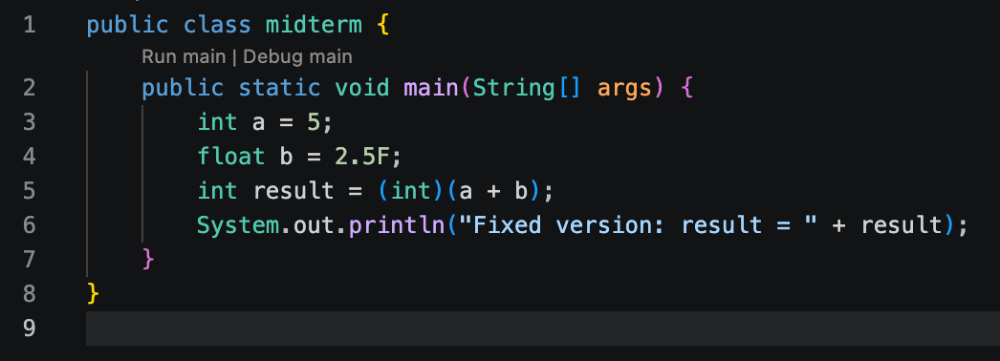 1 public class midterm {
Run main | Debug main
2 public static void main(String[] args) {
3 int a = 5;
4 float b = 2.5F;
5 int result = (int)(a + b);
6 System.out.println("Fixed version: result = " + result);
7 }
8 }
9